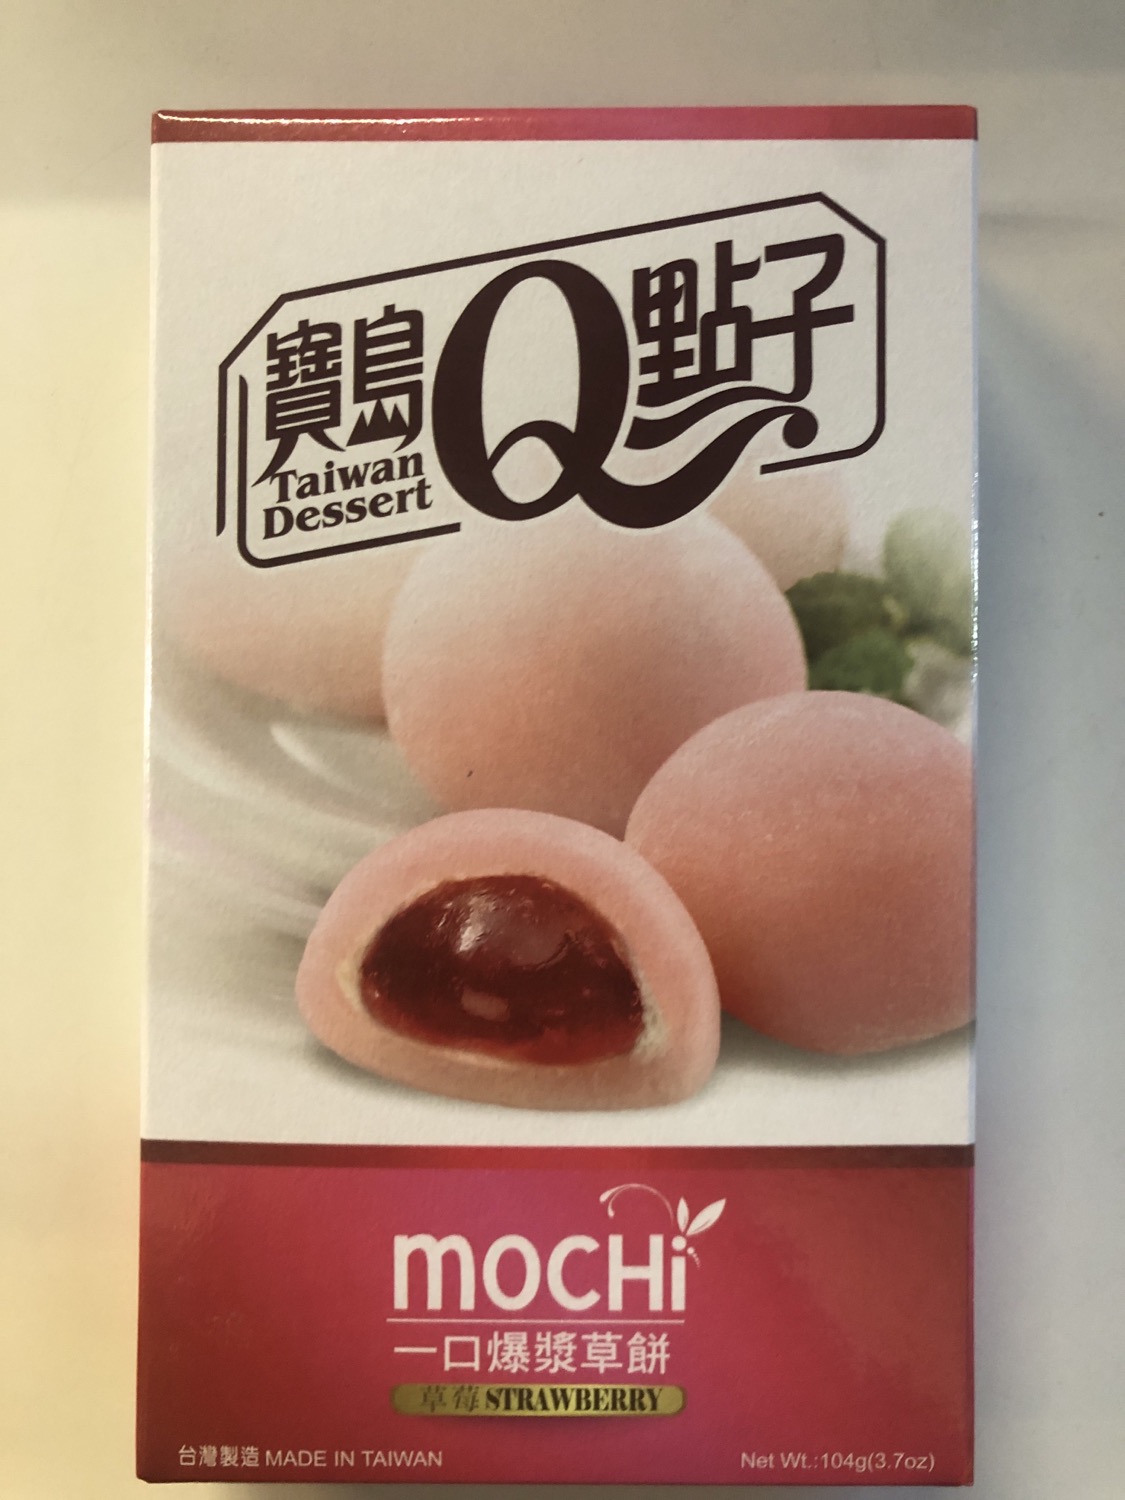 寶島Q點子
Taiwan
Dessert
mocHi
一口爆漿草餅
草莓 STRAWBERRY
台灣製造 MADE IN TAIWAN
Net Wt.:104g(3.7oz)